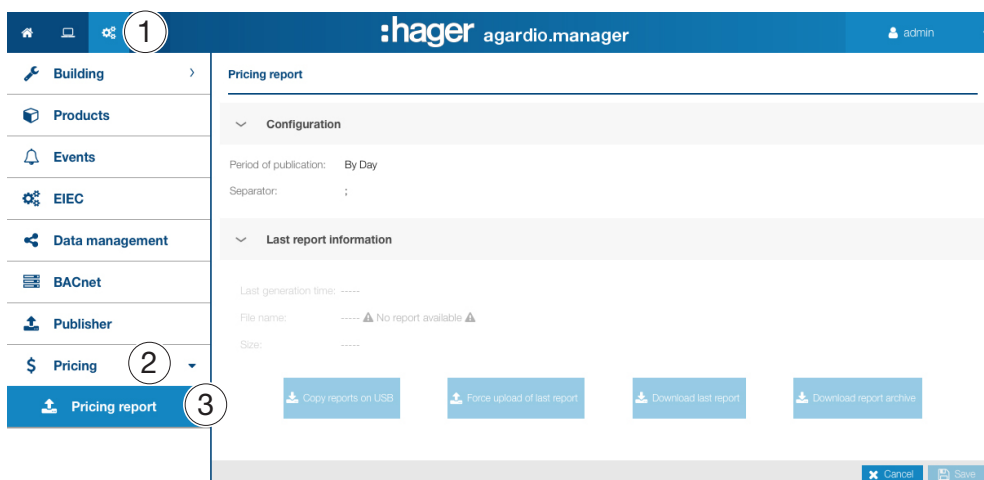 1
:hager agardio.manager
admin
Building
Products
Events
EIEC
Data management
BACnet
Publisher
Pricing 2
Pricing report 3
Pricing report
Configuration
Period of publication: By Day
Separator: ;
Last report information
Last generation time: -----
File name: ----- No report available
Size: -----
Copy reports on USB
Force upload of last report
Download last report
Download report archive
Cancel
Save